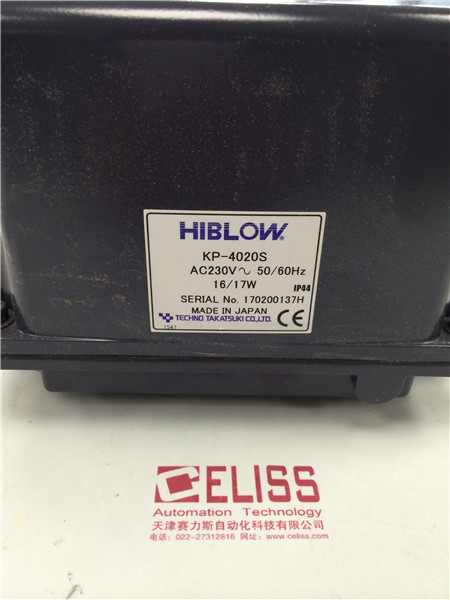 HIBLOW®
KP-4020S
AC230V∿ 50/60Hz
16/17W IP44
SERIAL No. 170200137H
MADE IN JAPAN
TECHNO TAKATSUKI CO.,LTD. CE
1541
CELISS
Automation Technology
天津赛力斯自动化科技有限公司
电话：022-27312816 网址：www.celiss.com